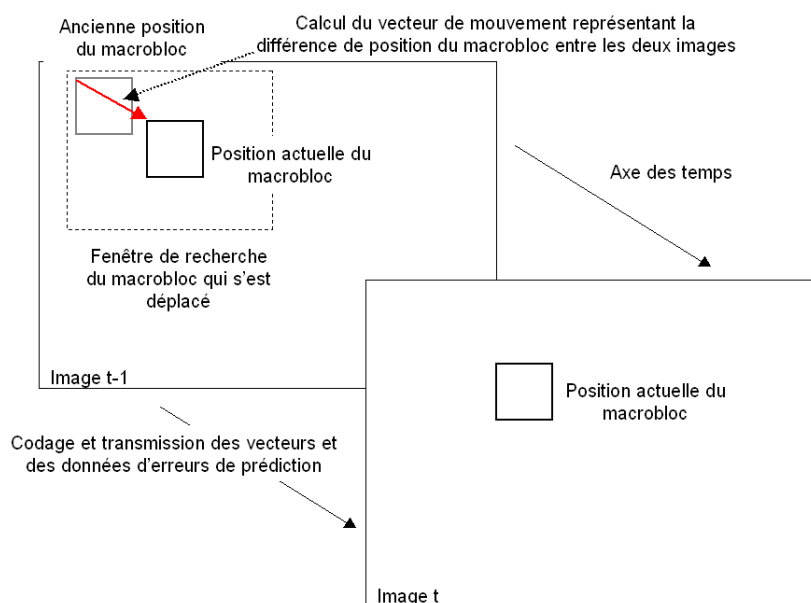 Ancienne position
du macrobloc
Calcul du vecteur de mouvement représentant la
différence de position du macrobloc entre les deux images
Position actuelle du
macrobloc
Axe des temps
Fenêtre de recherche
du macrobloc qui s'est
déplacé
Image t-1
Position actuelle du
macrobloc
Codage et transmission des vecteurs et
des données d'erreurs de prédiction
Image t